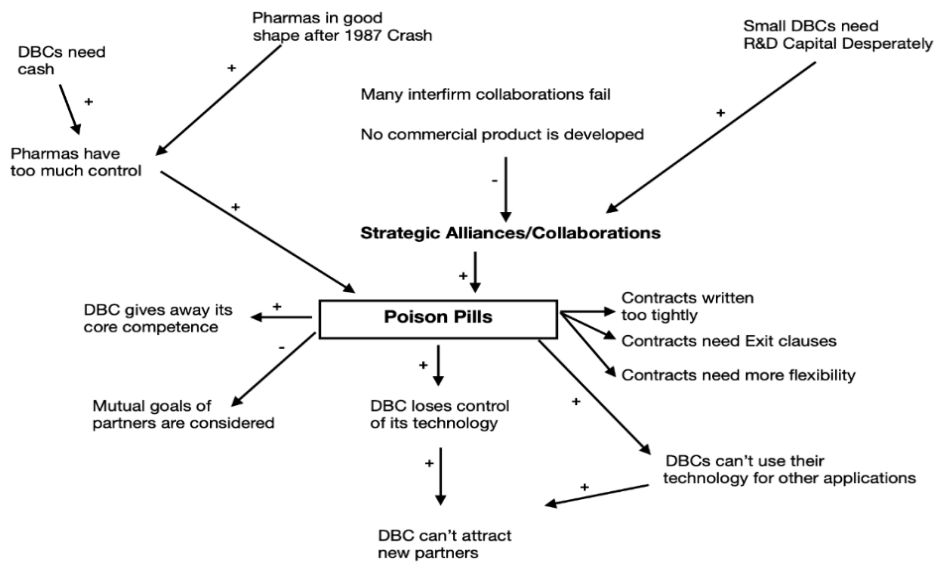 Pharmas in good
shape after 1987 Crash
Small DBCs need
R&D Capital Desperately
DBCs need
cash
+
+
Many interfirm collaborations fail
+
No commercial product is developed
Pharmas have
too much control
-
+
Strategic Alliances/Collaborations
+
DBC gives away its
core competence
+
Poison Pills
Contracts written
too tightly
Contracts need Exit clauses
Contracts need more flexibility
-
+
+
Mutual goals of
partners are considered
DBC loses control
of its technology
+
DBCs can't use their
technology for other applications
+
DBC can't attract
new partners